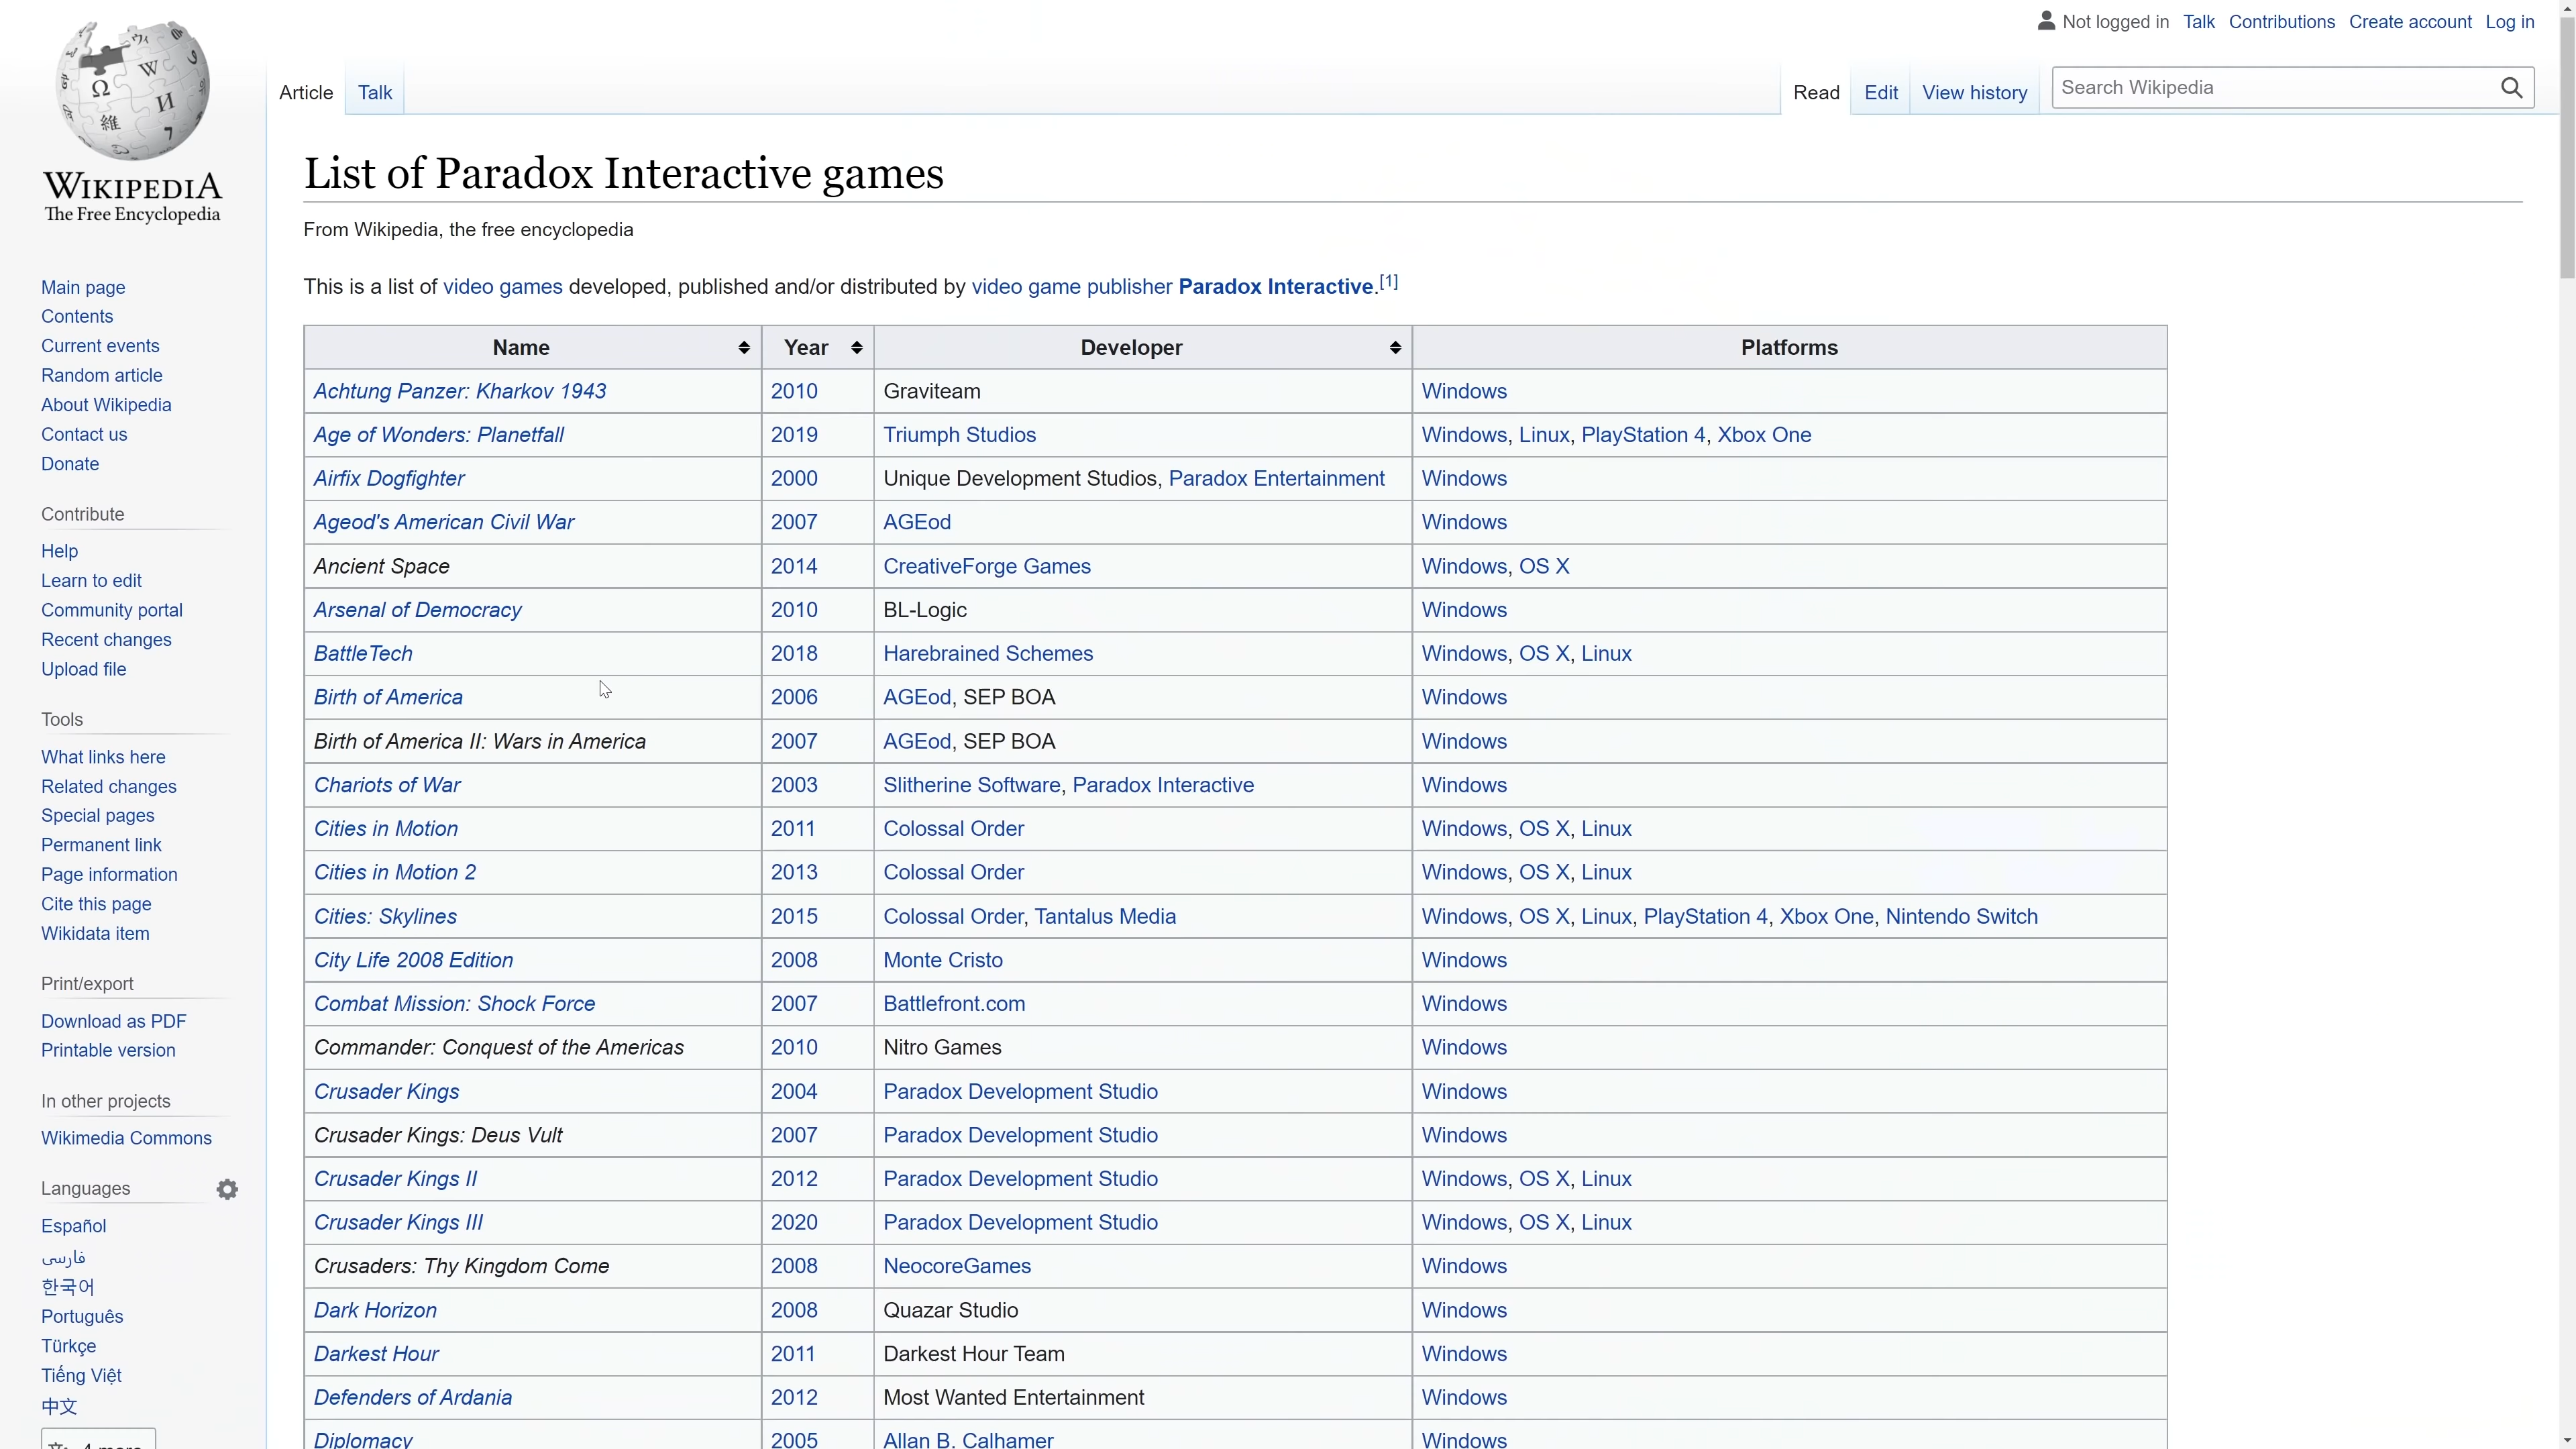 Not logged in Talk Contributions Create account Log in
Article Talk Read Edit View history Search Wikipedia
WIKIPEDIA
The Free Encyclopedia
Main page
Contents
Current events
Random article
About Wikipedia
Contact us
Donate
Contribute
Help
Learn to edit
Community portal
Recent changes
Upload file
Tools
What links here
Related changes
Special pages
Permanent link
Page information
Cite this page
Wikidata item
Print/export
Download as PDF
Printable version
In other projects
Wikimedia Commons
Languages
Español
فارسی
한국어
Português
Türkçe
Tiếng Việt
中文
List of Paradox Interactive games
From Wikipedia, the free encyclopedia
This is a list of video games developed, published and/or distributed by video game publisher Paradox Interactive.[1]
Name Year Developer Platforms
Achtung Panzer: Kharkov 1943 2010 Graviteam Windows
Age of Wonders: Planetfall 2019 Triumph Studios Windows, Linux, PlayStation 4, Xbox One
Airfix Dogfighter 2000 Unique Development Studios, Paradox Entertainment Windows
Ageod's American Civil War 2007 AGEod Windows
Ancient Space 2014 CreativeForge Games Windows, OS X
Arsenal of Democracy 2010 BL-Logic Windows
BattleTech 2018 Harebrained Schemes Windows, OS X, Linux
Birth of America 2006 AGEod, SEP BOA Windows
Birth of America II: Wars in America 2007 AGEod, SEP BOA Windows
Chariots of War 2003 Slitherine Software, Paradox Interactive Windows
Cities in Motion 2011 Colossal Order Windows, OS X, Linux
Cities in Motion 2 2013 Colossal Order Windows, OS X, Linux
Cities: Skylines 2015 Colossal Order, Tantalus Media Windows, OS X, Linux, PlayStation 4, Xbox One, Nintendo Switch
City Life 2008 Edition 2008 Monte Cristo Windows
Combat Mission: Shock Force 2007 Battlefront.com Windows
Commander: Conquest of the Americas 2010 Nitro Games Windows
Crusader Kings 2004 Paradox Development Studio Windows
Crusader Kings: Deus Vult 2007 Paradox Development Studio Windows
Crusader Kings II 2012 Paradox Development Studio Windows, OS X, Linux
Crusader Kings III 2020 Paradox Development Studio Windows, OS X, Linux
Crusaders: Thy Kingdom Come 2008 NeocoreGames Windows
Dark Horizon 2008 Quazar Studio Windows
Darkest Hour 2011 Darkest Hour Team Windows
Defenders of Ardania 2012 Most Wanted Entertainment Windows
Diplomacy 2005 Allan B. Calhamer Windows